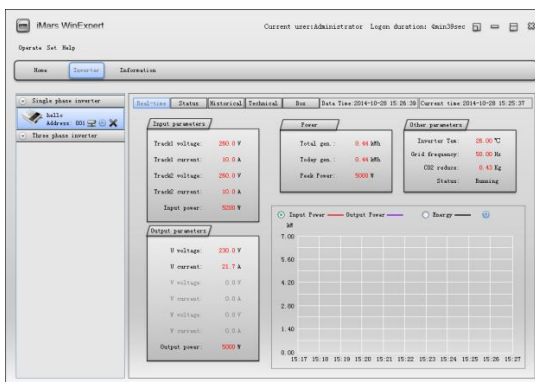 iMars WinExpert
Current user:Administrator Logon duration: 4min39sec
Operate Set Help
Home Inverter Information
Single phase inverter
hello
Address: 001
Three phase inverter
Real-time Status Historical Technical Bus Data Time:2014-10-28 15:26:39 Current time:2014-10-28 15:25:37
Input parameters
Track1 voltage: 260.0 V
Track1 current: 10.0 A
Track2 voltage: 260.0 V
Track2 current: 10.0 A
Input power: 5200 W
Power
Total gen.: 0.44 kWh
Today gen.: 0.44 kWh
Peak Power: 5000 W
Other parameters
Inverter Tem: 26.00 ℃
Grid frequency: 50.00 Hz
CO2 reduce: 0.43 Kg
Status: Running
Output parameters
U voltage: 230.0 V
U current: 21.7 A
V voltage: 0.0 V
V current: 0.0 A
W voltage: 0.0 V
W current: 0.0 A
Output power: 5000 W
Input Power Output Power Energy
kW
7.00
5.60
4.20
2.80
1.40
0.00
15:17 15:18 15:19 15:20 15:21 15:22 15:23 15:24 15:25 15:26 15:27